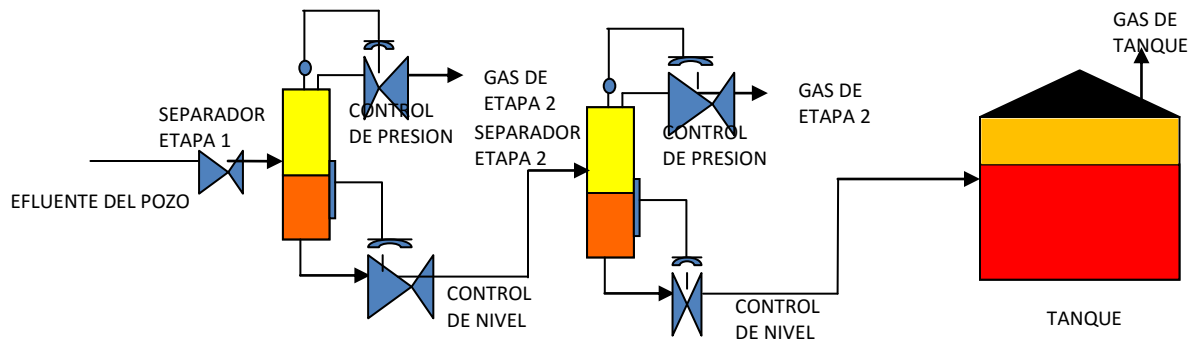 GAS DE
TANQUE
GAS DE
ETAPA 2
GAS DE
ETAPA 2
SEPARADOR
ETAPA 1
CONTROL
DE PRESION
SEPARADOR
ETAPA 2
CONTROL
DE PRESION
EFLUENTE DEL POZO
CONTROL
DE NIVEL
CONTROL
DE NIVEL
TANQUE